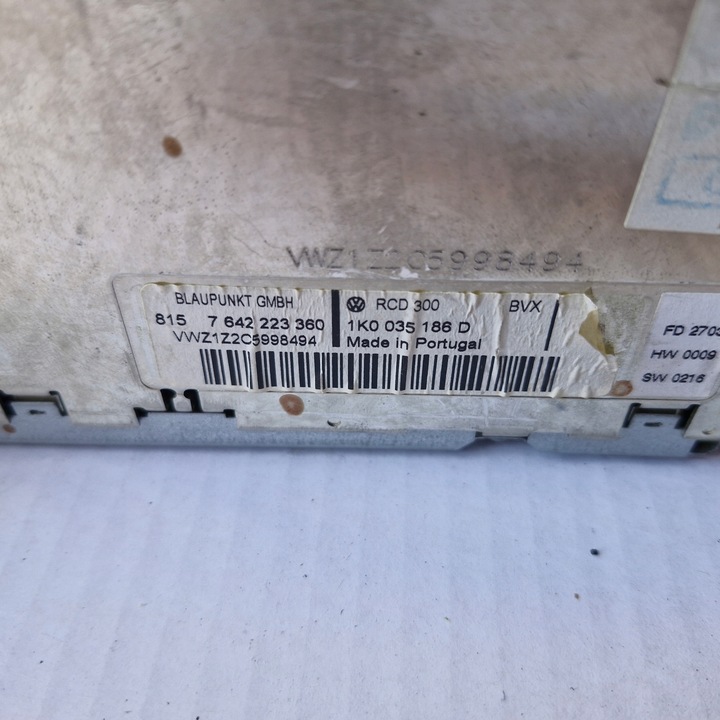 VWZ1Z2C5998494
BLAUPUNKT GMBH
815 7 642 223 360
VWZ1Z2C5998494
RCD 300 BVX
1K0 035 186 D
Made in Portugal
FD 2703
HW 0009
SW 0216